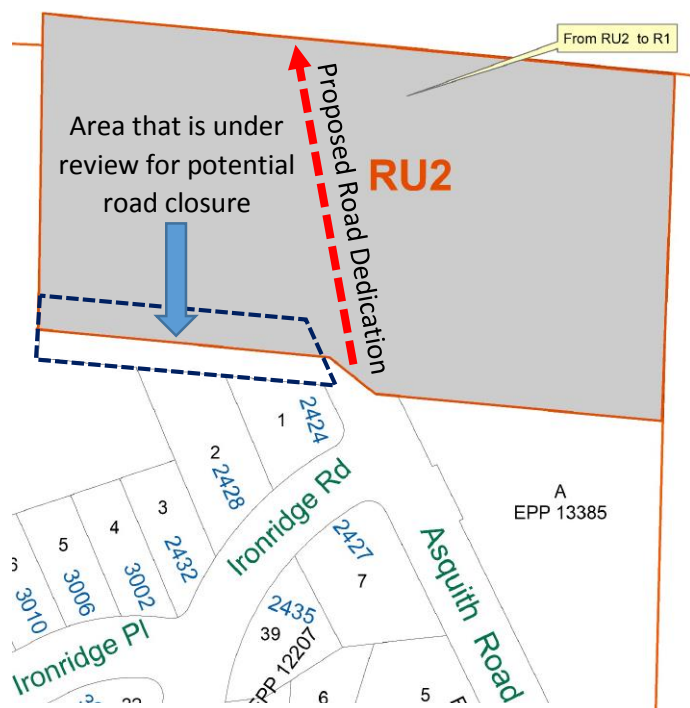 From RU2 to R1
Area that is under
review for potential
road closure
Proposed Road Dedication
RU2
1
2424
2
2428
3
2432
4
3002
5
3006
3010
Ironridge Rd
Ironridge Pl
2427
7
2435
39
EPP 12207
A
EPP 13385
Asquith Road
6
5